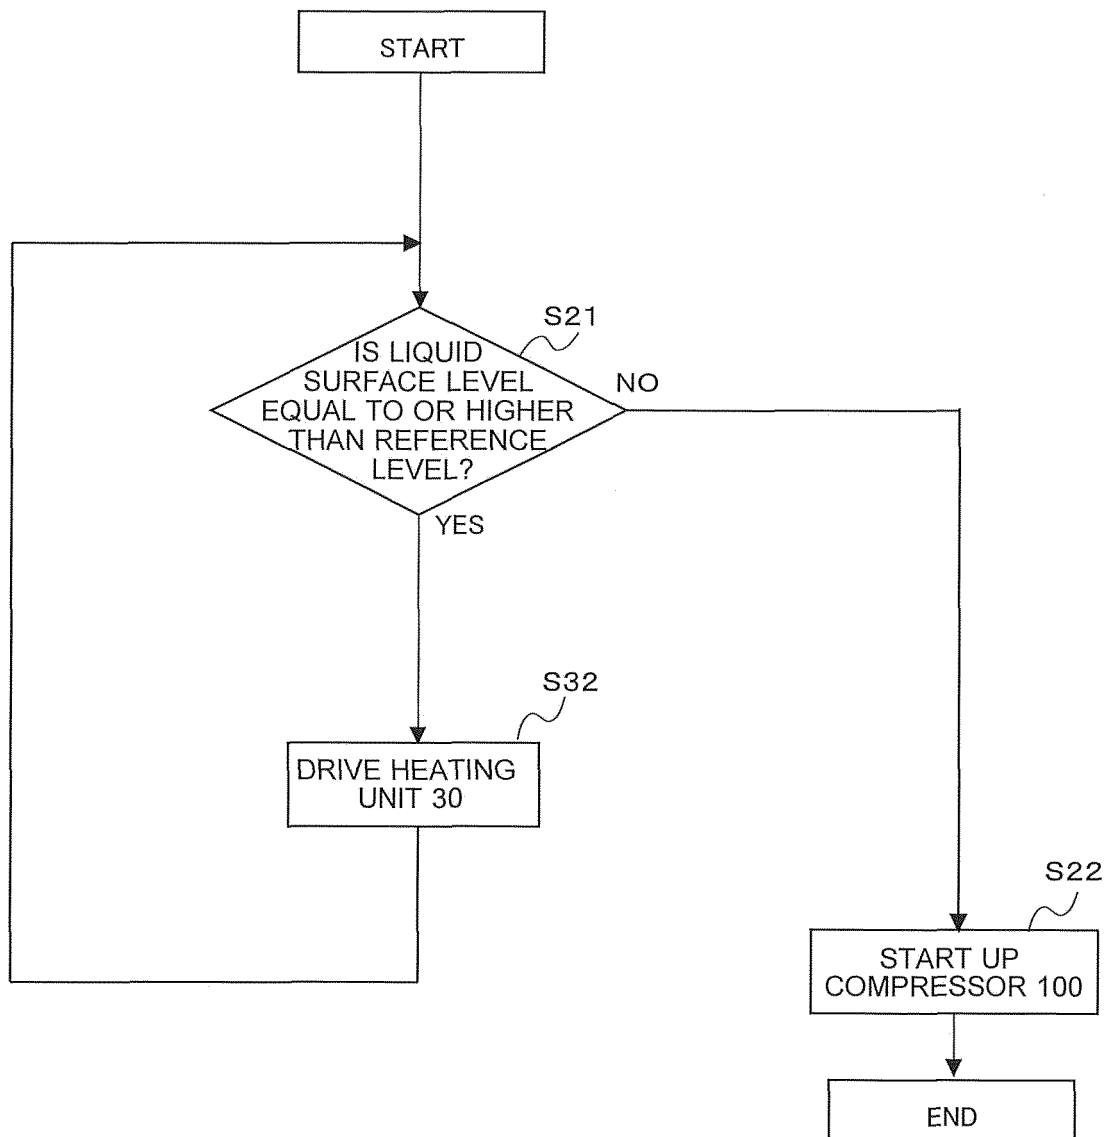 START
S21
IS LIQUID
SURFACE LEVEL
EQUAL TO OR HIGHER
THAN REFERENCE
LEVEL?
NO
YES
S32
DRIVE HEATING
UNIT 30
S22
START UP
COMPRESSOR 100
END